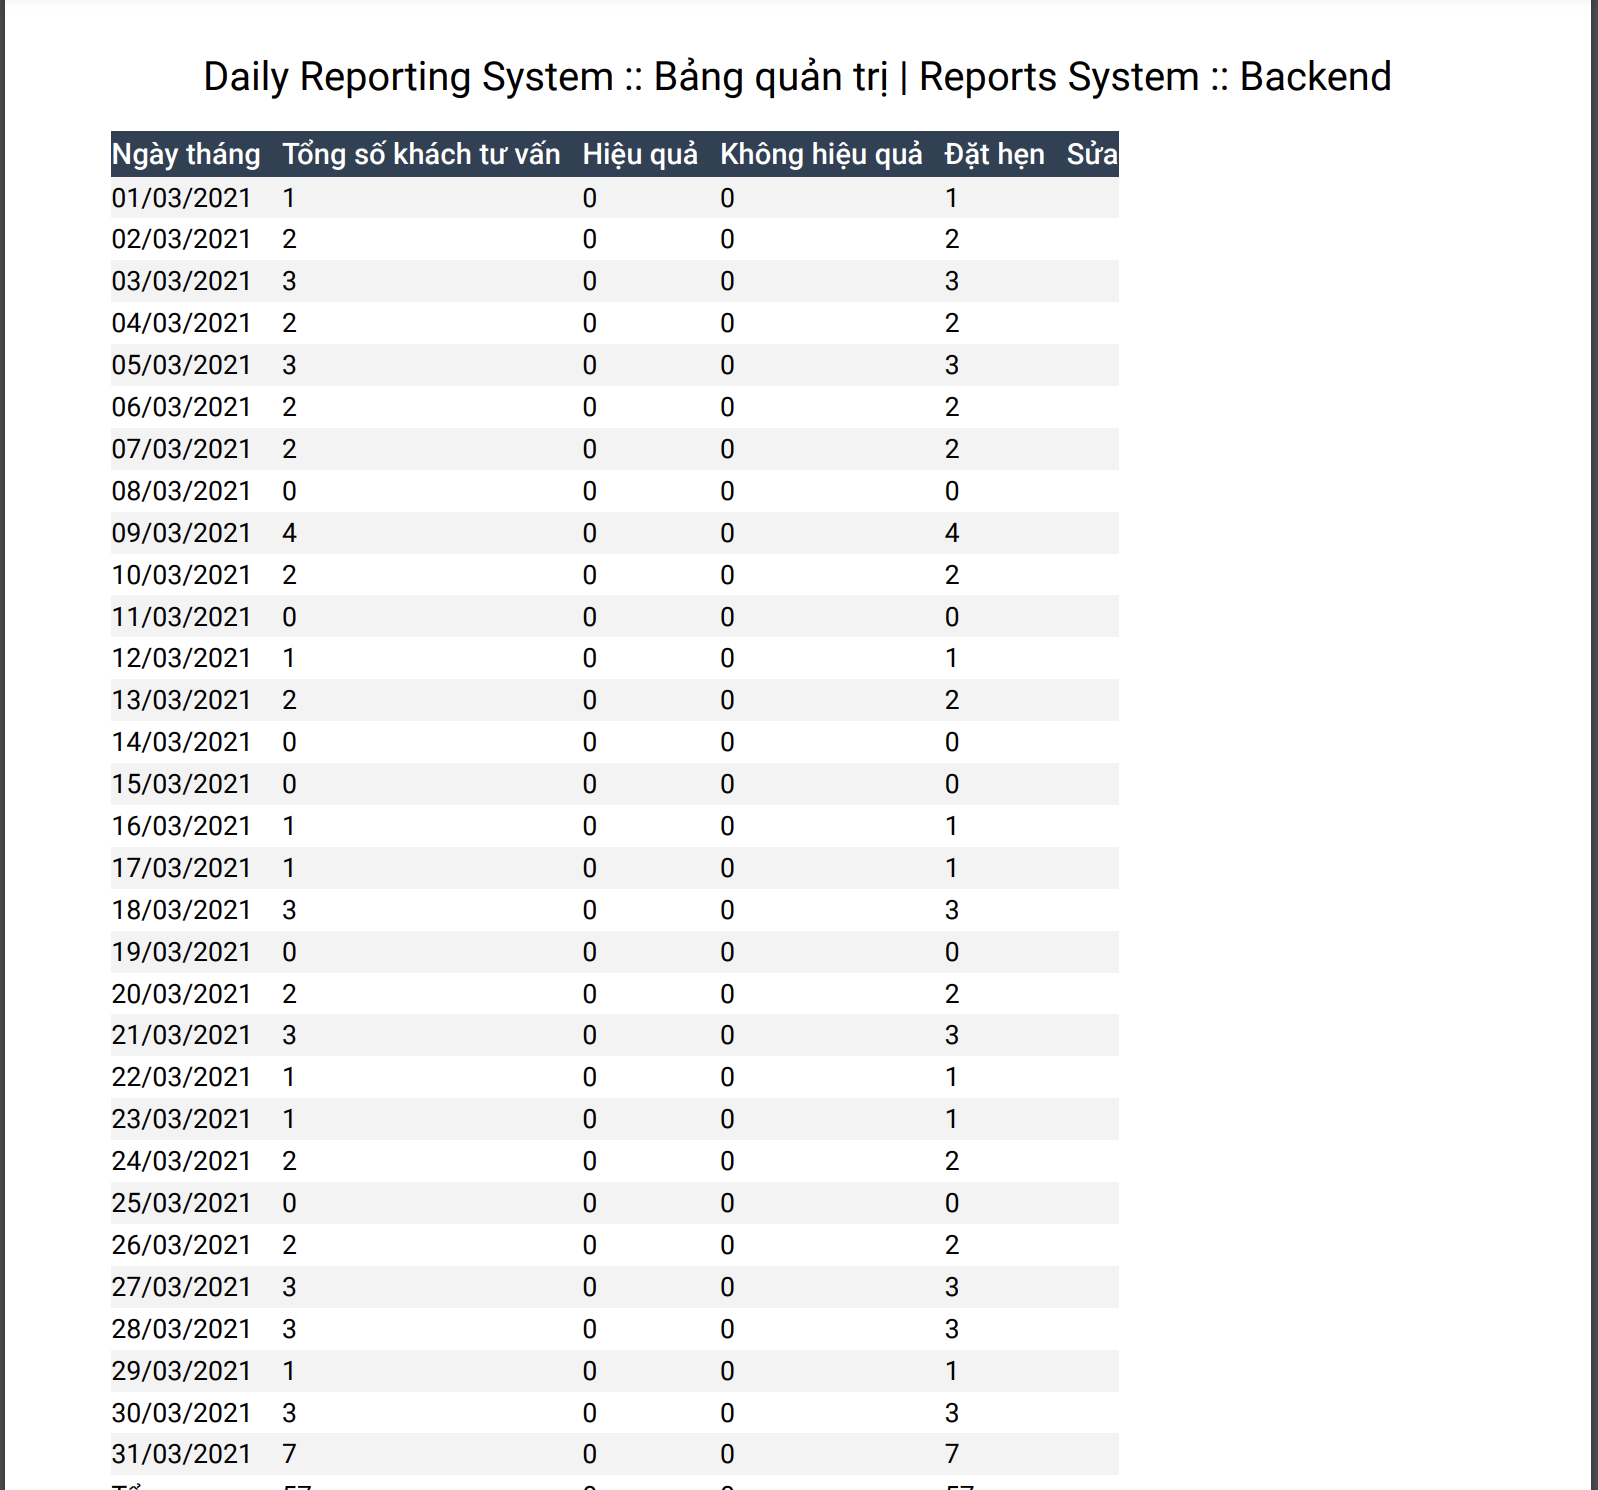 Daily Reporting System :: Bảng quản trị | Reports System :: Backend
Ngày tháng Tổng số khách tư vấn Hiệu quả Không hiệu quả Đặt hẹn Sửa
01/03/2021 1 0 0 1
02/03/2021 2 0 0 2
03/03/2021 3 0 0 3
04/03/2021 2 0 0 2
05/03/2021 3 0 0 3
06/03/2021 2 0 0 2
07/03/2021 2 0 0 2
08/03/2021 0 0 0 0
09/03/2021 4 0 0 4
10/03/2021 2 0 0 2
11/03/2021 0 0 0 0
12/03/2021 1 0 0 1
13/03/2021 2 0 0 2
14/03/2021 0 0 0 0
15/03/2021 0 0 0 0
16/03/2021 1 0 0 1
17/03/2021 1 0 0 1
18/03/2021 3 0 0 3
19/03/2021 0 0 0 0
20/03/2021 2 0 0 2
21/03/2021 3 0 0 3
22/03/2021 1 0 0 1
23/03/2021 1 0 0 1
24/03/2021 2 0 0 2
25/03/2021 0 0 0 0
26/03/2021 2 0 0 2
27/03/2021 3 0 0 3
28/03/2021 3 0 0 3
29/03/2021 1 0 0 1
30/03/2021 3 0 0 3
31/03/2021 7 0 0 7